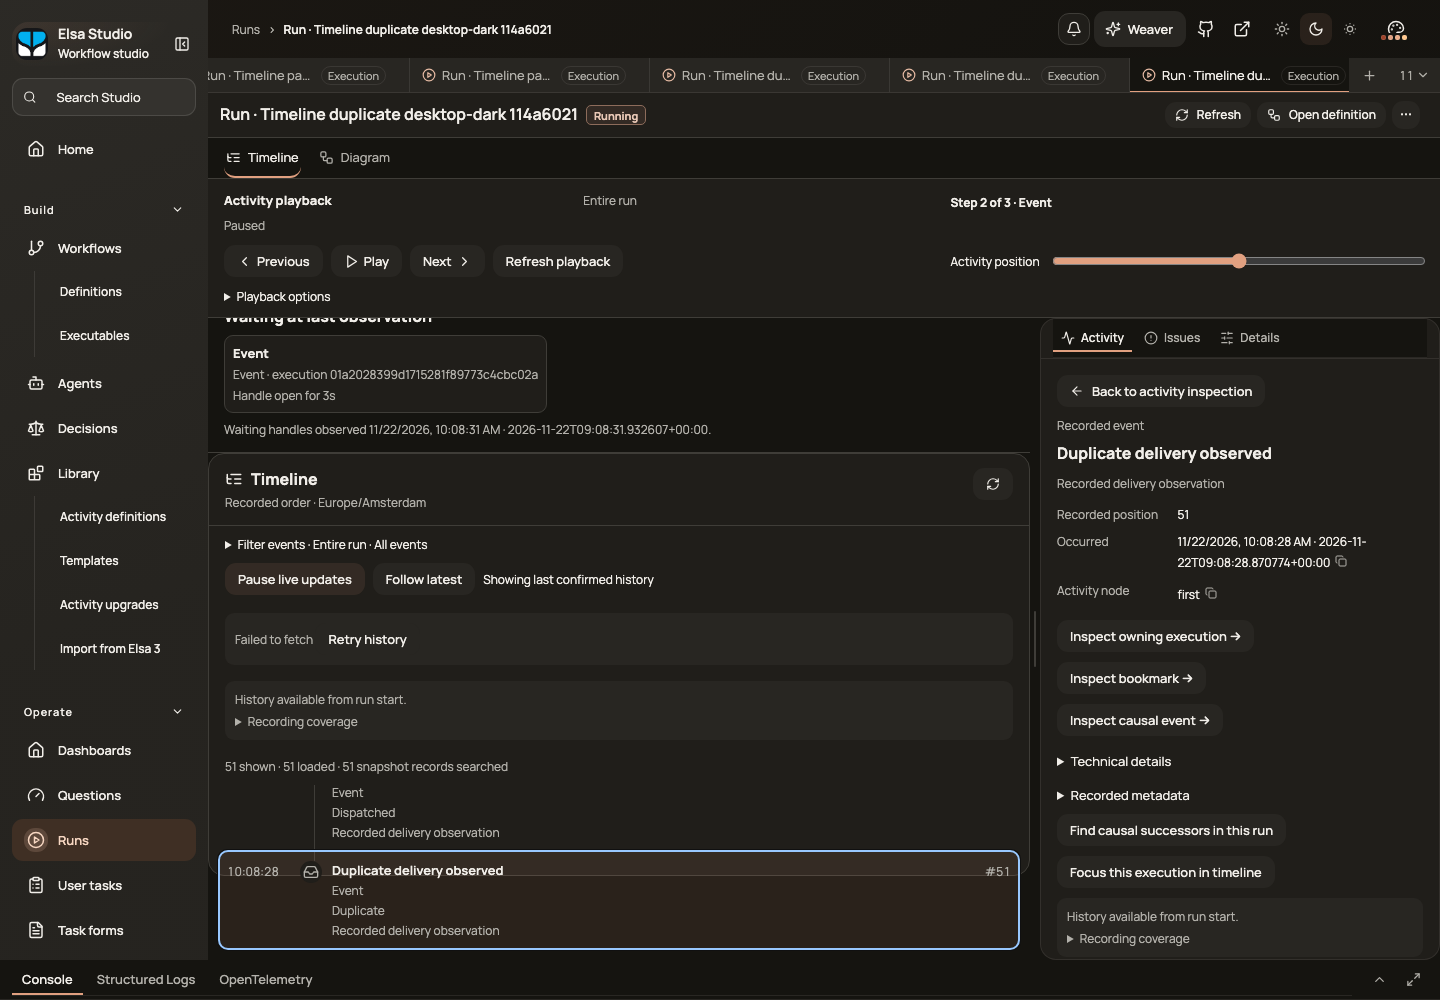 Elsa Studio
Workflow studio
Search Studio
Home
Build
Workflows
Definitions
Executables
Agents
Decisions
Library
Activity definitions
Templates
Activity upgrades
Import from Elsa 3
Operate
Dashboards
Questions
Runs
User tasks
Task forms
Runs › Run · Timeline duplicate desktop-dark 114a6021
Weaver
Run · Timeline pa... Execution
Run · Timeline pa... Execution
Run · Timeline du... Execution
Run · Timeline du... Execution
Run · Timeline du... Execution
11
Run · Timeline duplicate desktop-dark 114a6021 Running
Refresh
Open definition
Timeline
Diagram
Activity playback
Entire run
Step 2 of 3 · Event
Paused
Previous
Play
Next
Refresh playback
Activity position
Playback options
Waiting at last observation
Event
Event · execution 01a2028399d1715281f89773c4cbc02a
Handle open for 3s
Waiting handles observed 11/22/2026, 10:08:31 AM · 2026-11-22T09:08:31.932607+00:00.
Timeline
Recorded order · Europe/Amsterdam
Filter events · Entire run · All events
Pause live updates
Follow latest
Showing last confirmed history
Failed to fetch
Retry history
History available from run start.
Recording coverage
51 shown · 51 loaded · 51 snapshot records searched
Event
Dispatched
Recorded delivery observation
10:08:28 Duplicate delivery observed #51
Event
Duplicate
Recorded delivery observation
Activity
Issues
Details
Back to activity inspection
Recorded event
Duplicate delivery observed
Recorded delivery observation
Recorded position 51
Occurred 11/22/2026, 10:08:28 AM · 2026-11-
22T09:08:28.870774+00:00
Activity node first
Inspect owning execution →
Inspect bookmark →
Inspect causal event →
Technical details
Recorded metadata
Find causal successors in this run
Focus this execution in timeline
History available from run start.
Recording coverage
Console
Structured Logs
OpenTelemetry